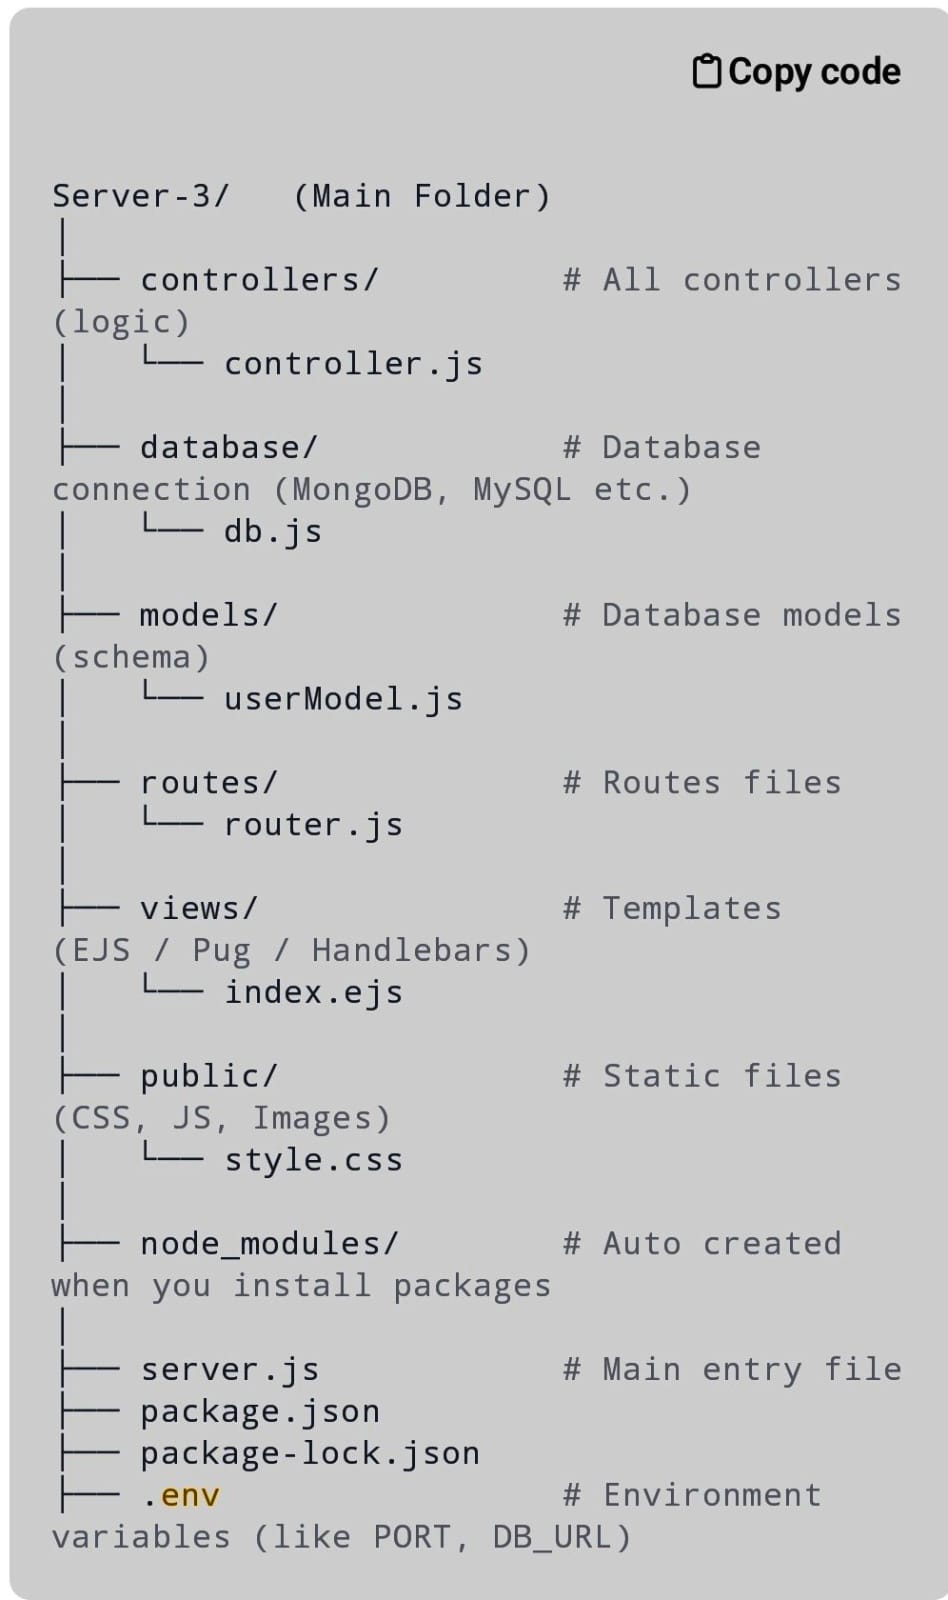 Copy code
Server-3/   (Main Folder)
│
├── controllers/         # All controllers
(logic)
│   └── controller.js
│
├── database/            # Database
connection (MongoDB, MySQL etc.)
│   └── db.js
│
├── models/              # Database models
(schema)
│   └── userModel.js
│
├── routes/              # Routes files
│   └── router.js
│
├── views/               # Templates
(EJS / Pug / Handlebars)
│   └── index.ejs
│
├── public/              # Static files
(CSS, JS, Images)
│   └── style.css
│
├── node_modules/        # Auto created
when you install packages
│
├── server.js            # Main entry file
├── package.json
├── package-lock.json
├── .env                 # Environment
variables (like PORT, DB_URL)